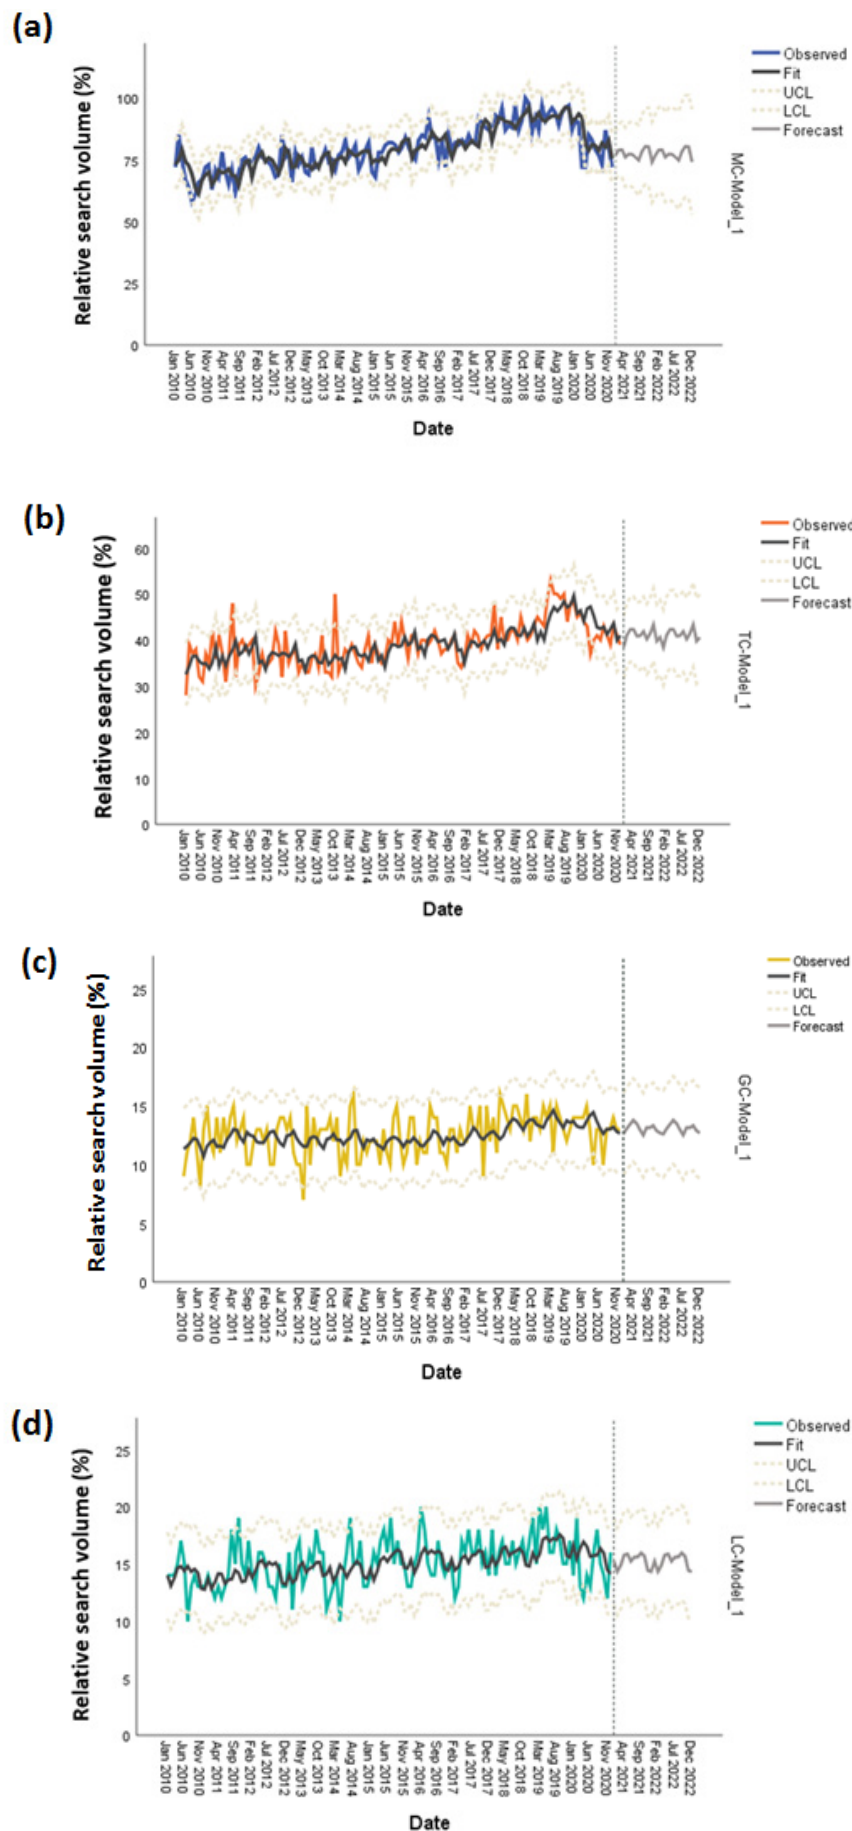 (a)
Relative search volume (%)
100
75
50
25
0
Jan 2010
Jun 2010
Nov 2010
Apr 2011
Sep 2011
Feb 2012
Jul 2012
Dec 2012
May 2013
Oct 2013
Mar 2014
Aug 2014
Jan 2015
Jun 2015
Nov 2015
Apr 2016
Sep 2016
Feb 2017
Jul 2017
Dec 2017
May 2018
Oct 2018
Mar 2019
Aug 2019
Jan 2020
Jun 2020
Nov 2020
Apr 2021
Sep 2021
Feb 2022
Jul 2022
Dec 2022
Date
Observed
Fit
UCL
LCL
Forecast
MC-Model_1
(b)
Relative search volume (%)
60
50
40
30
20
10
0
Jan 2010
Jun 2010
Nov 2010
Apr 2011
Sep 2011
Feb 2012
Jul 2012
Dec 2012
May 2013
Oct 2013
Mar 2014
Aug 2014
Jan 2015
Jun 2015
Nov 2015
Apr 2016
Sep 2016
Feb 2017
Jul 2017
Dec 2017
May 2018
Oct 2018
Mar 2019
Aug 2019
Jan 2020
Jun 2020
Nov 2020
Apr 2021
Sep 2021
Feb 2022
Jul 2022
Dec 2022
Date
Observed
Fit
UCL
LCL
Forecast
TC-Model_1
(c)
Relative search volume (%)
25
20
15
10
5
0
Jan 2010
Jun 2010
Nov 2010
Apr 2011
Sep 2011
Feb 2012
Jul 2012
Dec 2012
May 2013
Oct 2013
Mar 2014
Aug 2014
Jan 2015
Jun 2015
Nov 2015
Apr 2016
Sep 2016
Feb 2017
Jul 2017
Dec 2017
May 2018
Oct 2018
Mar 2019
Aug 2019
Jan 2020
Jun 2020
Nov 2020
Apr 2021
Sep 2021
Feb 2022
Jul 2022
Dec 2022
Date
Observed
Fit
UCL
LCL
Forecast
GC-Model_1
(d)
Relative search volume (%)
25
20
15
10
5
0
Jan 2010
Jun 2010
Nov 2010
Apr 2011
Sep 2011
Feb 2012
Jul 2012
Dec 2012
May 2013
Oct 2013
Mar 2014
Aug 2014
Jan 2015
Jun 2015
Nov 2015
Apr 2016
Sep 2016
Feb 2017
Jul 2017
Dec 2017
May 2018
Oct 2018
Mar 2019
Aug 2019
Jan 2020
Jun 2020
Nov 2020
Apr 2021
Sep 2021
Feb 2022
Jul 2022
Dec 2022
Date
Observed
Fit
UCL
LCL
Forecast
LC-Model_1